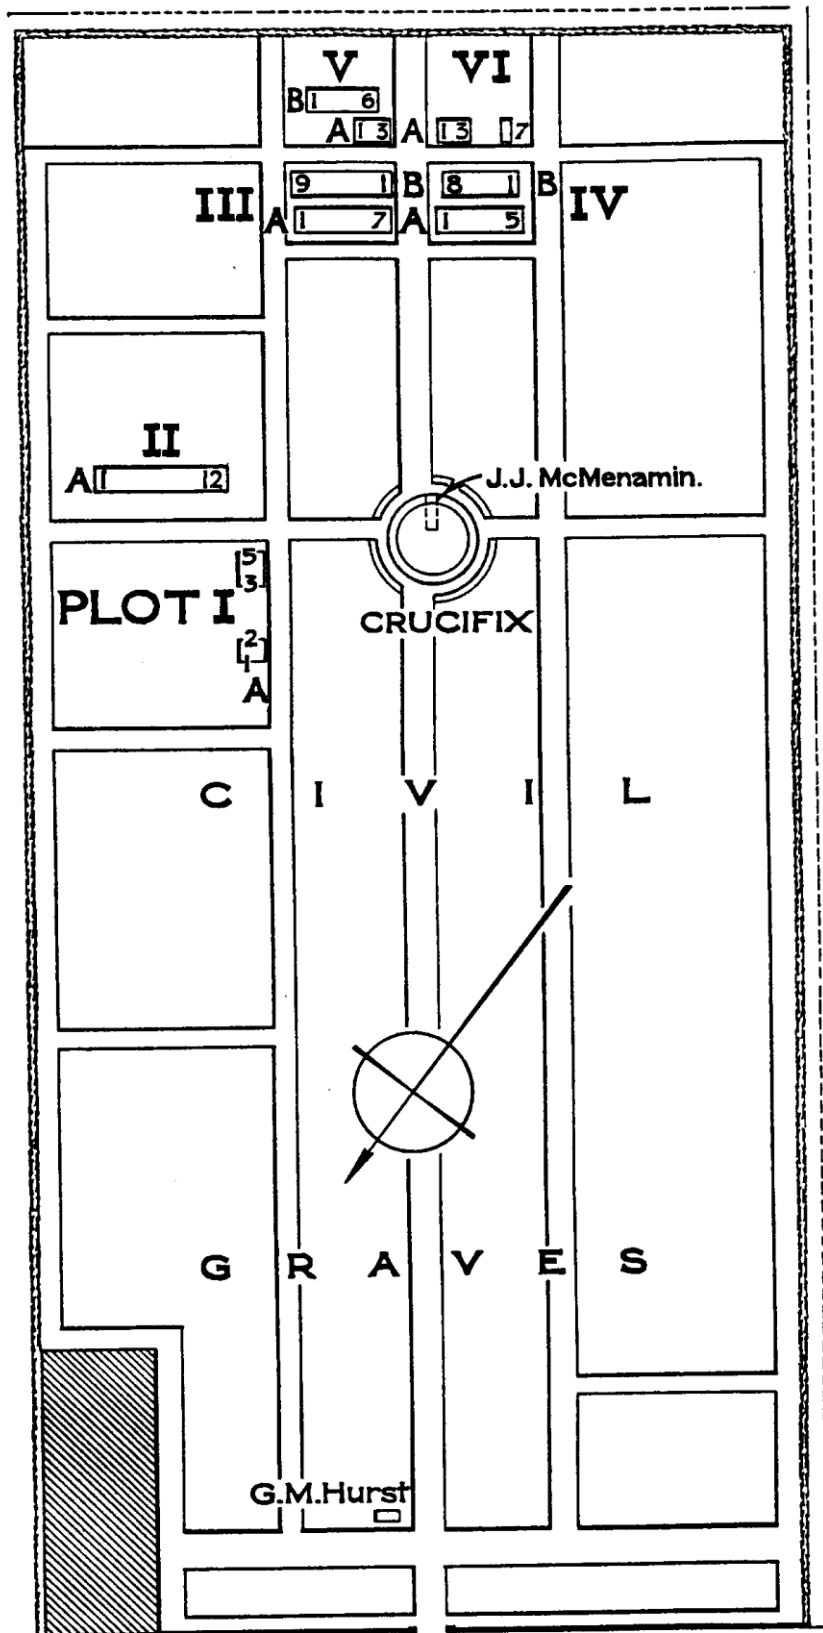 V VI
B 1 6
A 1 3 A 1 3 7
9 1 B 8 1 B
III IV
A 1 7 A 1 5
II
A 1 12
J.J. McMenamin.
5
3
PLOT I
CRUCIFIX
2
1
A
C I V I L
G R A V E S
G.M.Hurst